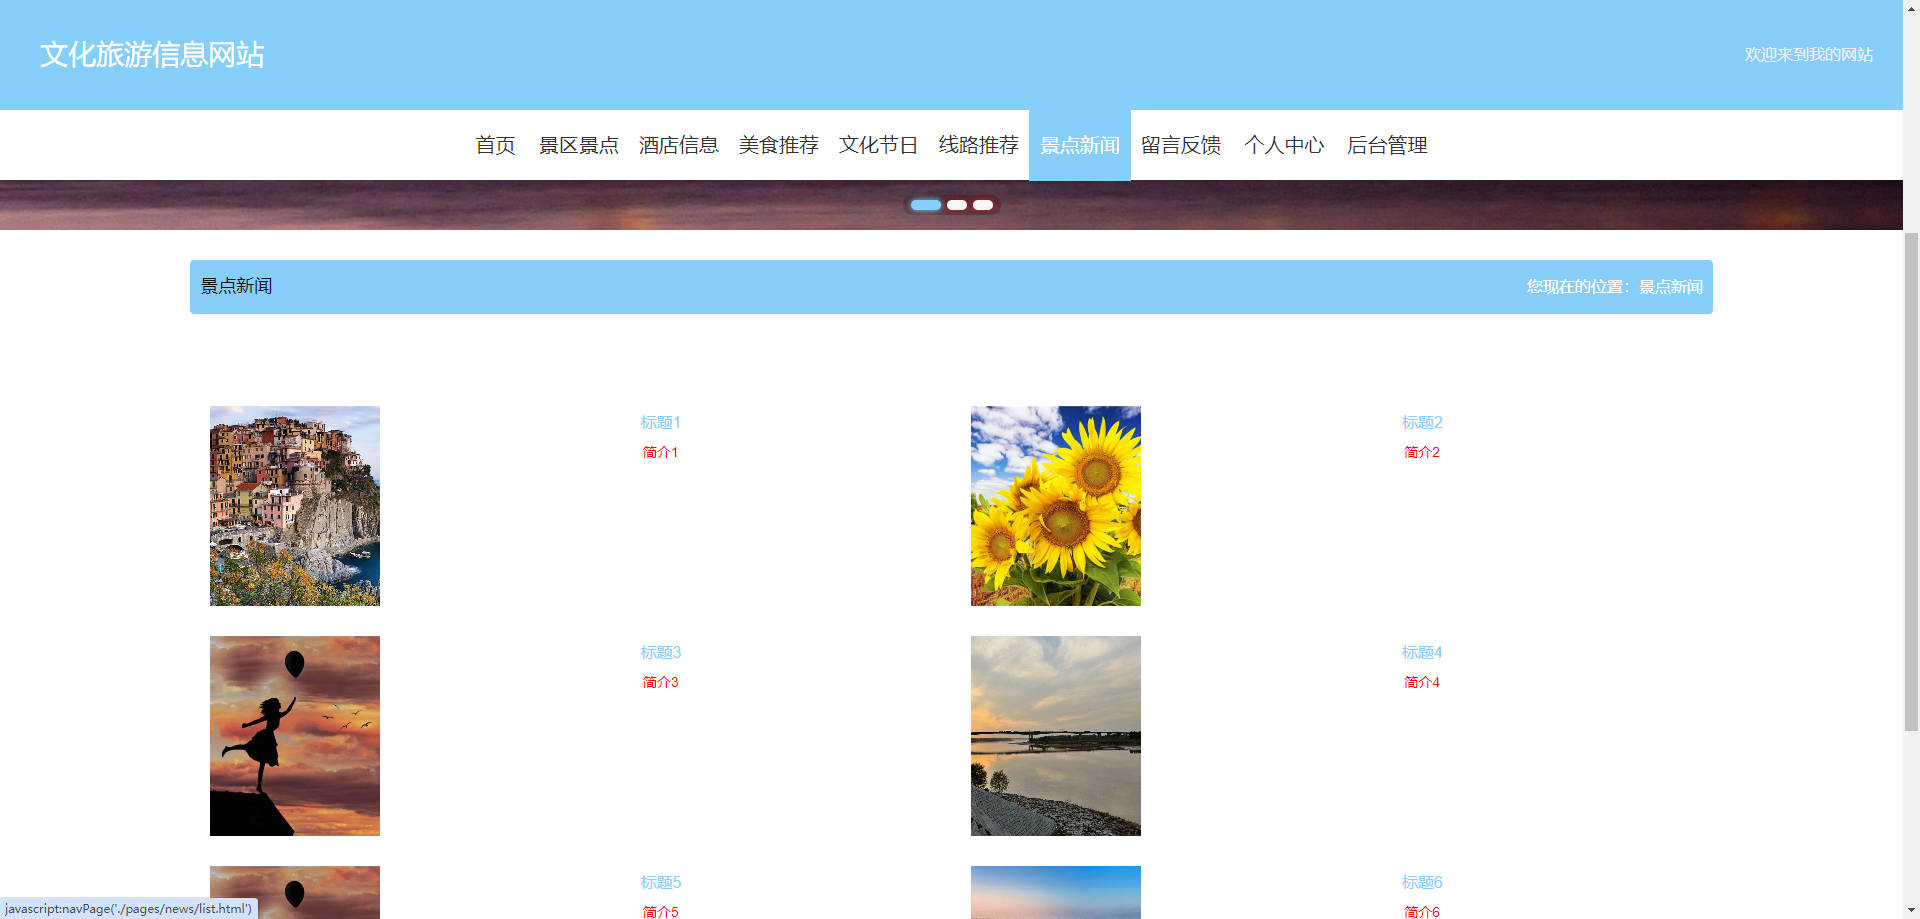 文化旅游信息网站
欢迎来到我的网站
首页 景区景点 酒店信息 美食推荐 文化节日 线路推荐 景点新闻 留言反馈 个人中心 后台管理
景点新闻
您现在的位置：景点新闻
标题1
简介1
标题2
简介2
标题3
简介3
标题4
简介4
标题5
简介5
标题6
简介6
javascript:navPage('./pages/news/list.html')